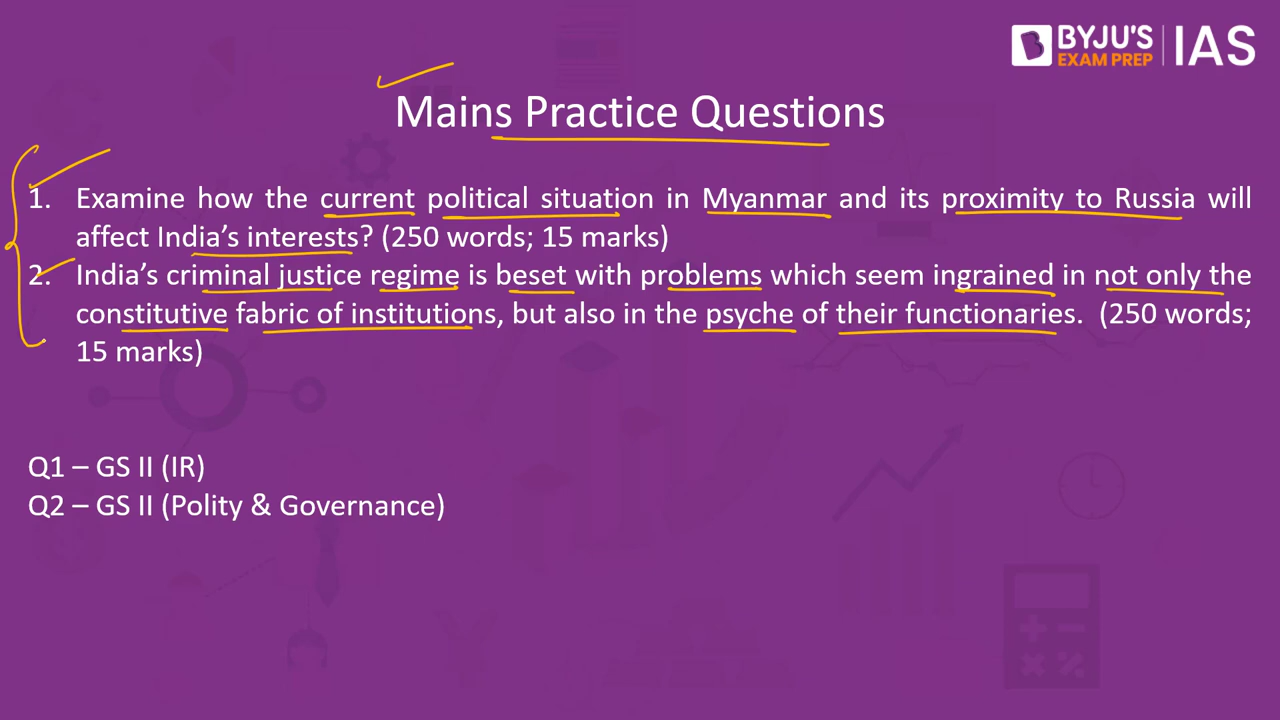 BYJU'S
EXAM PREP
IAS
Mains Practice Questions
1. Examine how the current political situation in Myanmar and its proximity to Russia will
affect India’s interests? (250 words; 15 marks)
2. India’s criminal justice regime is beset with problems which seem ingrained in not only the
constitutive fabric of institutions, but also in the psyche of their functionaries. (250 words;
15 marks)
Q1 – GS II (IR)
Q2 – GS II (Polity & Governance)